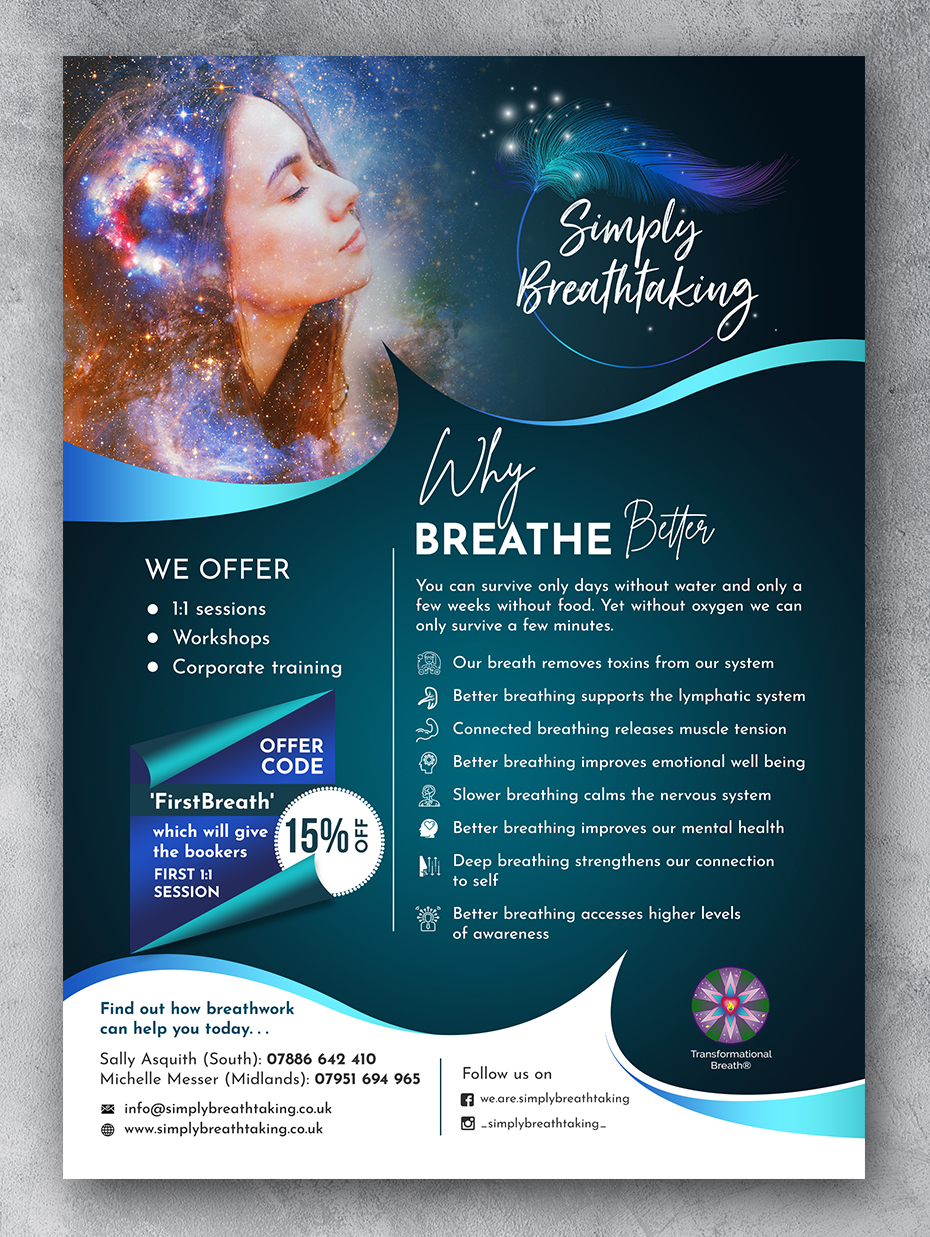 Simply
Breathtaking
Why
BREATHE Better
You can survive only days without water and only a
few weeks without food. Yet without oxygen we can
only survive a few minutes.
Our breath removes toxins from our system
Better breathing supports the lymphatic system
Connected breathing releases muscle tension
Better breathing improves emotional well being
Slower breathing calms the nervous system
Better breathing improves our mental health
Deep breathing strengthens our connection
to self
Better breathing accesses higher levels
of awareness
WE OFFER
1:1 sessions
Workshops
Corporate training
OFFER
CODE
'FirstBreath'
which will give
the bookers
FIRST 1:1
SESSION
15% OFF
Find out how breathwork
can help you today. . .
Sally Asquith (South): 07886 642 410
Michelle Messer (Midlands): 07951 694 965
info@simplybreathtaking.co.uk
www.simplybreathtaking.co.uk
Follow us on
we.are.simplybreathtaking
_simplybreathtaking_
Transformational
Breath®